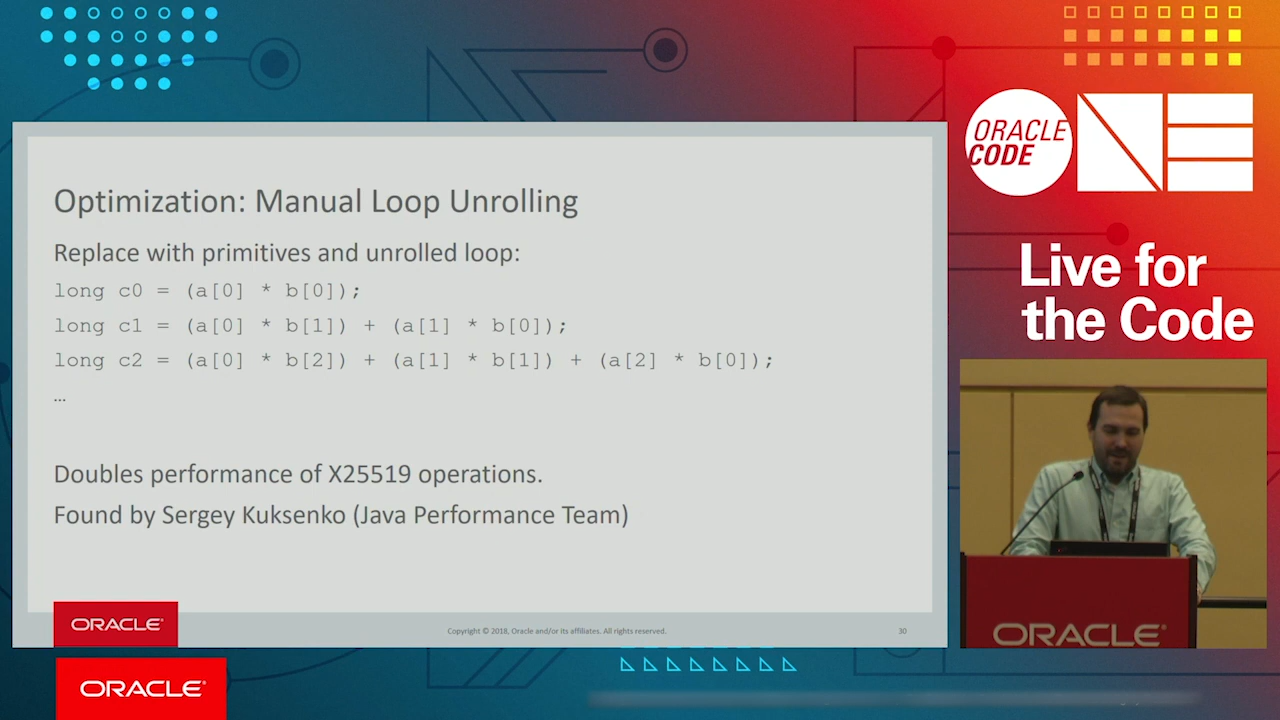 Optimization: Manual Loop Unrolling
Replace with primitives and unrolled loop:
long c0 = (a[0] * b[0]);
long c1 = (a[0] * b[1]) + (a[1] * b[0]);
long c2 = (a[0] * b[2]) + (a[1] * b[1]) + (a[2] * b[0]);
…
Doubles performance of X25519 operations.
Found by Sergey Kuksenko (Java Performance Team)
ORACLE®
Copyright © 2018, Oracle and/or its affiliates. All rights reserved.
30
ORACLE®
ORACLE
CODE
ONE
Live for
the Code
ORACLE®